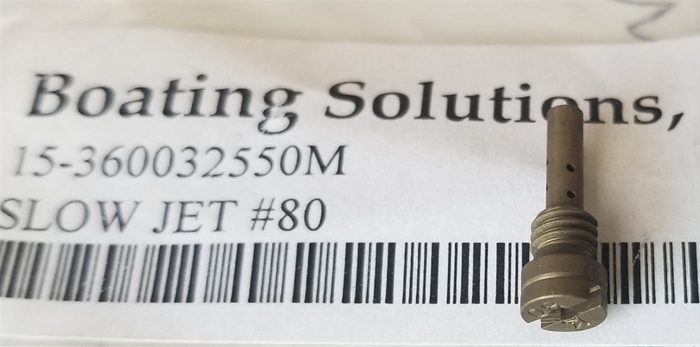 Boating Solutions,
15-360032550M
SLOW JET #80